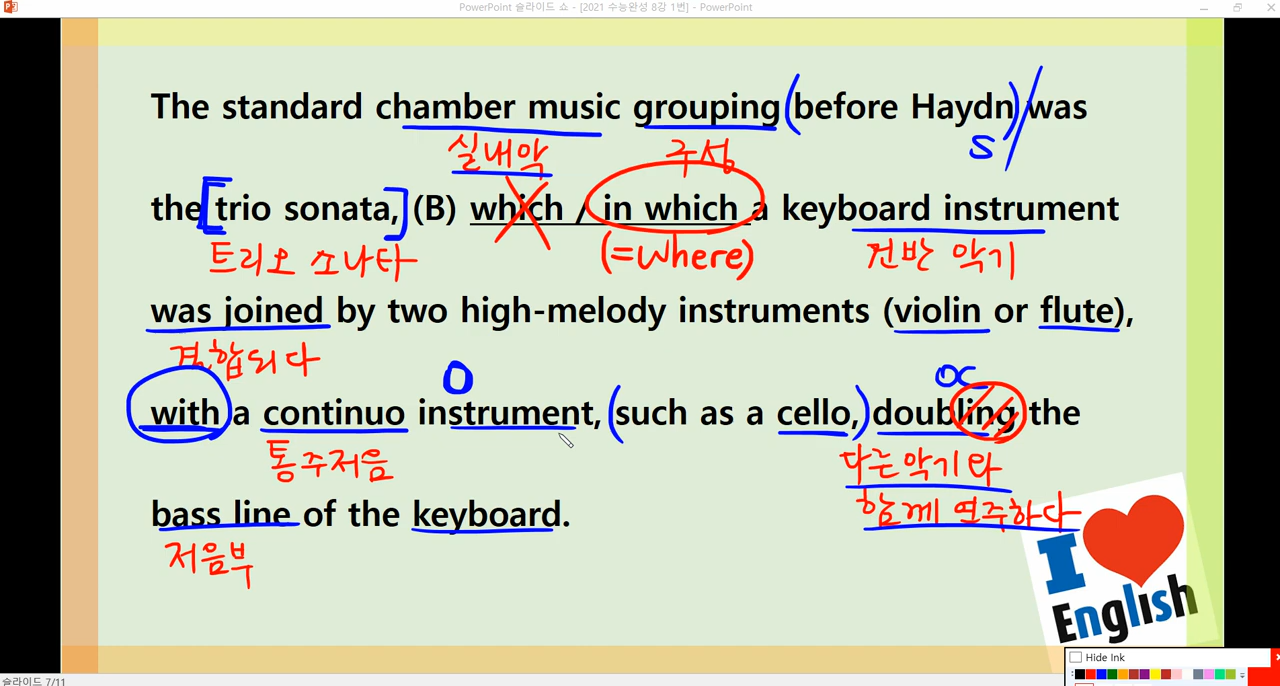 PowerPoint 슬라이드 쇼 - [2021 수능완성 8강 1번] - PowerPoint
The standard chamber music grouping (before Haydn) was
실내악 구성 S
the [trio sonata,] (B) which / in which a keyboard instrument
트리오 소나타 (=where) 건반 악기
was joined by two high-melody instruments (violin or flute),
결합되다 O OC
with a continuo instrument, (such as a cello,) doubling the
통주저음 다른악기와
bass line of the keyboard. 함께 연주하다
저음부
I
English
Hide Ink
슬라이드 7/11